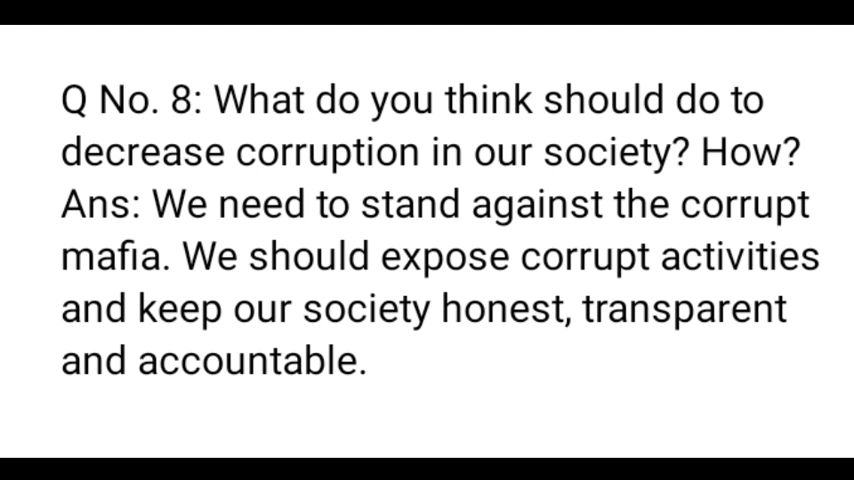 Q No. 8: What do you think should do to
decrease corruption in our society? How?
Ans: We need to stand against the corrupt
mafia. We should expose corrupt activities
and keep our society honest, transparent
and accountable.